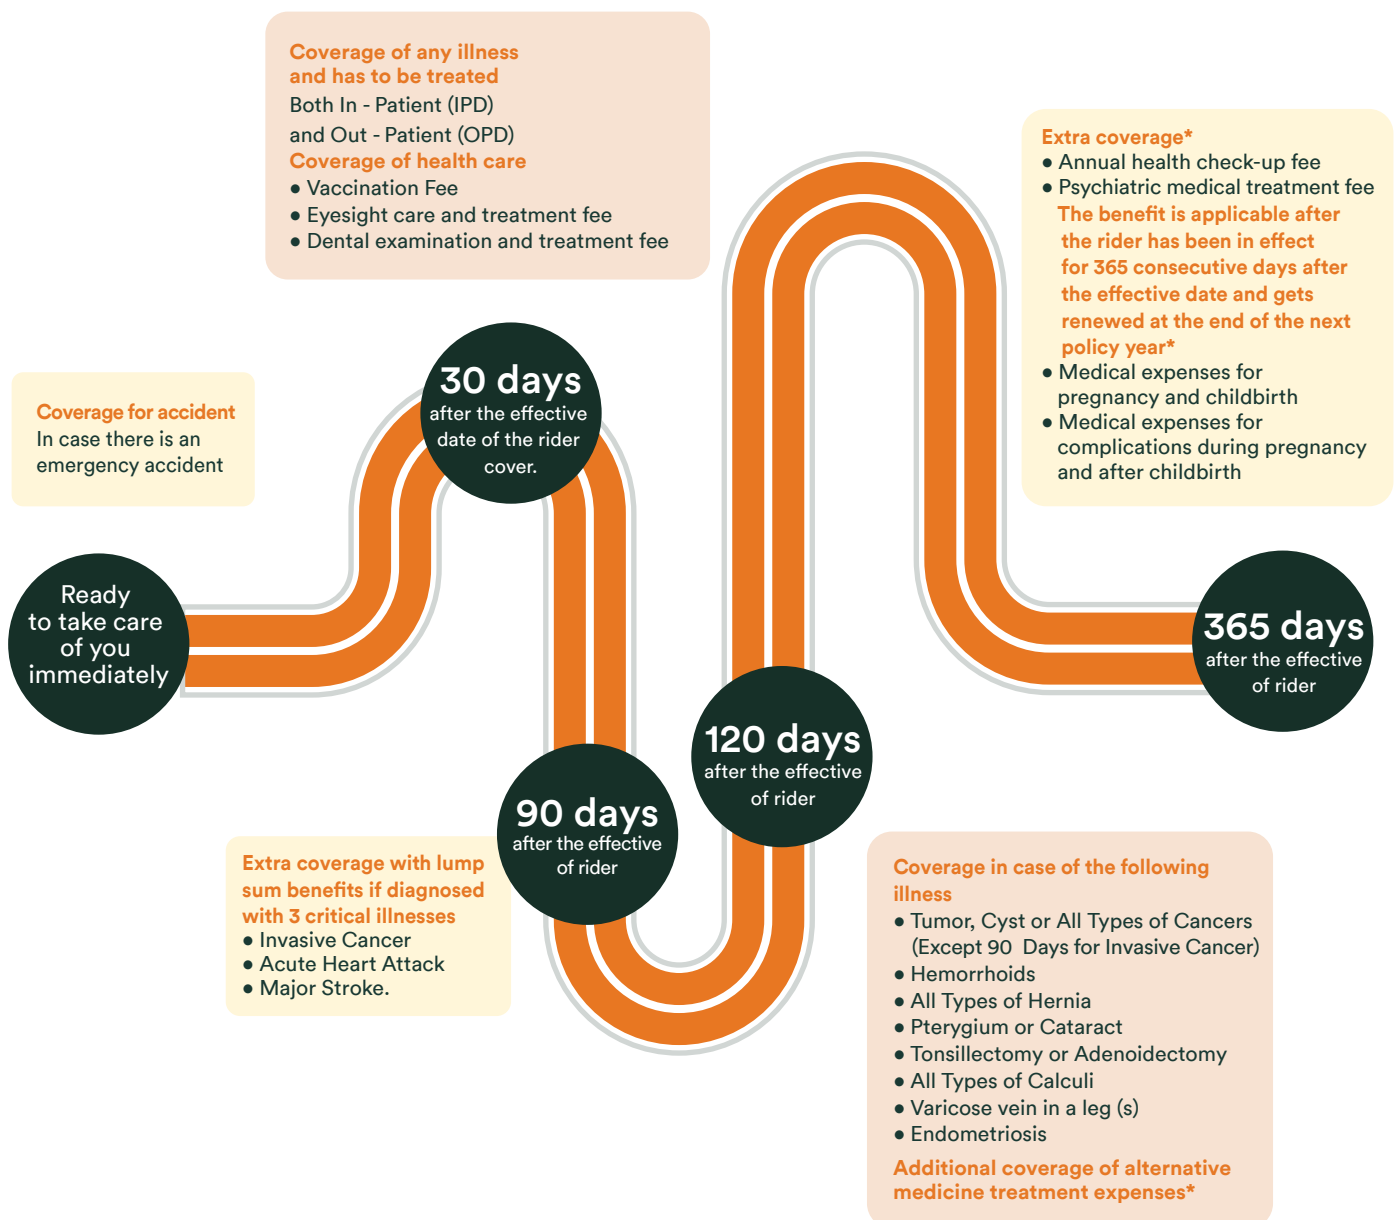 Coverage for accident
In case there is an
emergency accident
Ready
to take care
of you
immediately
Coverage of any illness
and has to be treated
Both In - Patient (IPD)
and Out - Patient (OPD)
Coverage of health care
● Vaccination Fee
● Eyesight care and treatment fee
● Dental examination and treatment fee
30 days
after the effective
date of the rider
cover.
90 days
after the effective
of rider
Extra coverage with lump
sum benefits if diagnosed
with 3 critical illnesses
● Invasive Cancer
● Acute Heart Attack
● Major Stroke.
120 days
after the effective
of rider
Coverage in case of the following
illness
● Tumor, Cyst or All Types of Cancers
(Except 90 Days for Invasive Cancer)
● Hemorrhoids
● All Types of Hernia
● Pterygium or Cataract
● Tonsillectomy or Adenoidectomy
● All Types of Calculi
● Varicose vein in a leg (s)
● Endometriosis
Additional coverage of alternative
medicine treatment expenses*
Extra coverage*
● Annual health check-up fee
● Psychiatric medical treatment fee
The benefit is applicable after
the rider has been in effect
for 365 consecutive days after
the effective date and gets
renewed at the end of the next
policy year*
● Medical expenses for
pregnancy and childbirth
● Medical expenses for
complications during pregnancy
and after childbirth
365 days
after the effective
of rider